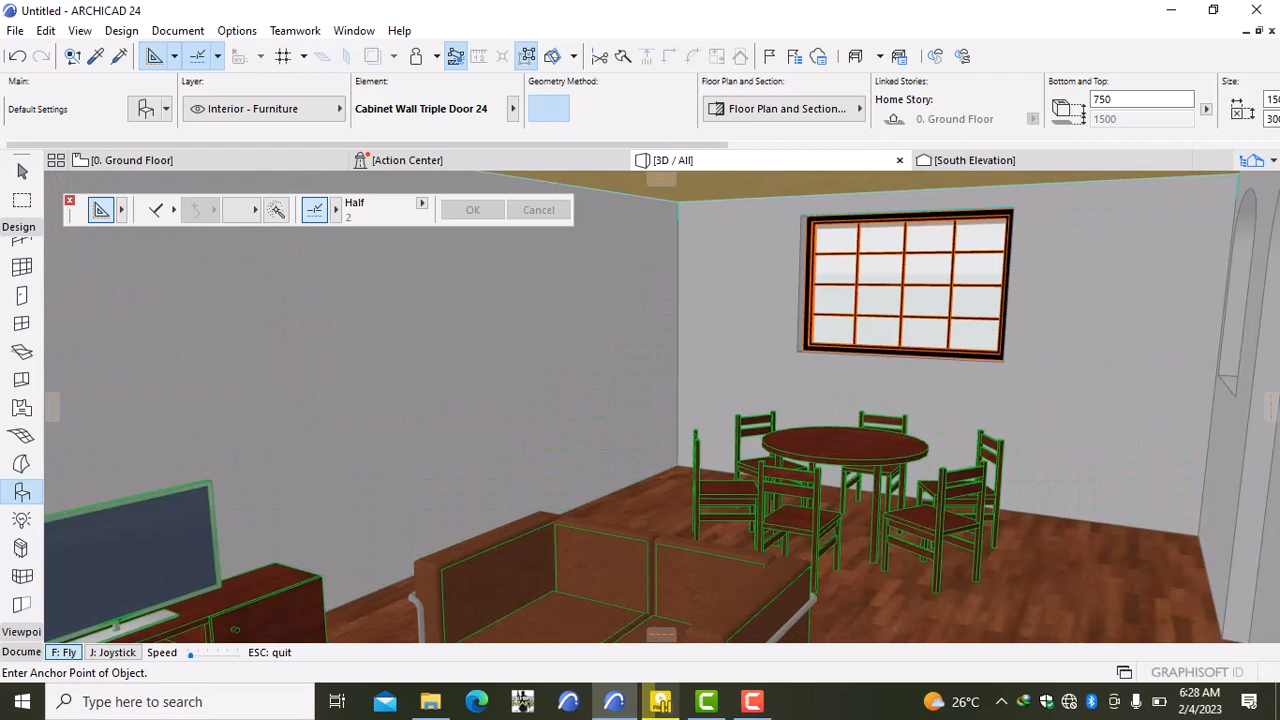 Untitled - ARCHICAD 24
File Edit View Design Document Options Teamwork Window Help
Main: Layer: Element: Geometry Method: Floor Plan and Section: Linked Stories: Bottom and Top: Size:
Default Settings Interior - Furniture Cabinet Wall Triple Door 24 Floor Plan and Section... Home Story: 750
0. Ground Floor 1500
[0. Ground Floor] [Action Center] [3D / All] [South Elevation]
Half
2
OK Cancel
Design
Viewpoi
Docume F: Fly J: Joystick Speed ESC: quit
Enter Anchor Point of Object. GRAPHISOFT ID
Type here to search 26°C 6:28 AM
2/4/2023